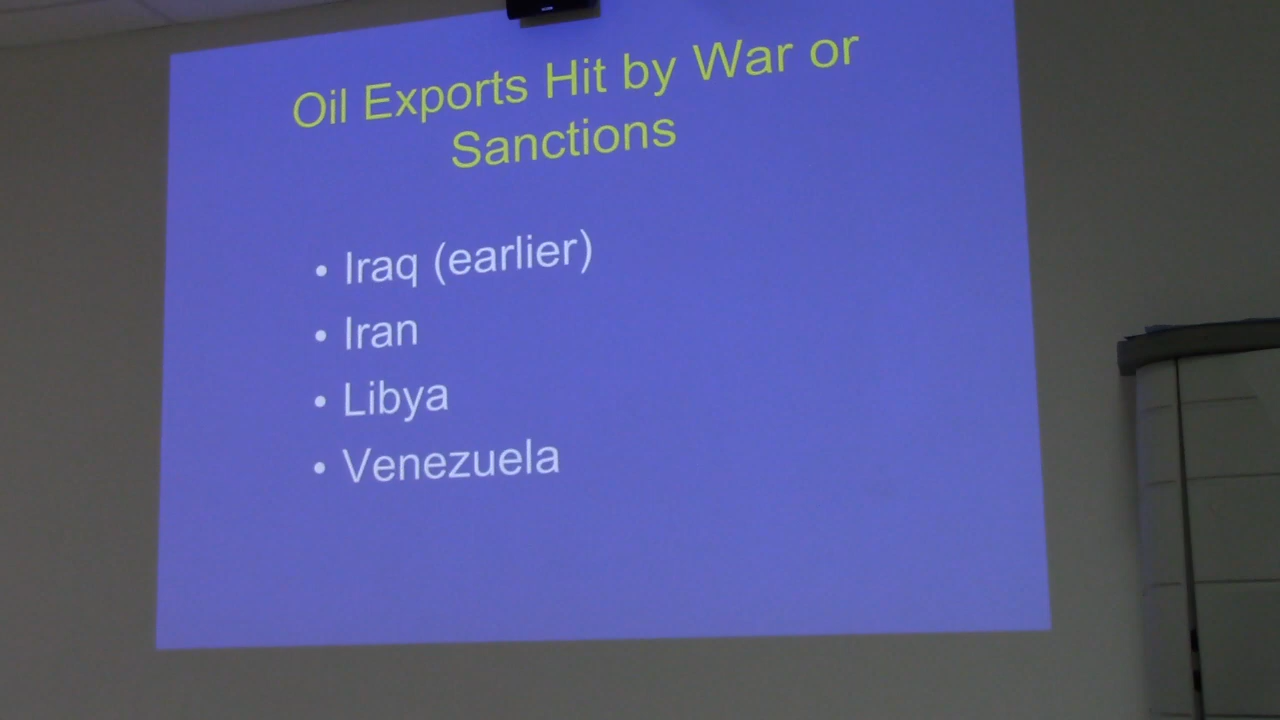 Oil Exports Hit by War or
Sanctions
• Iraq (earlier)
• Iran
• Libya
• Venezuela